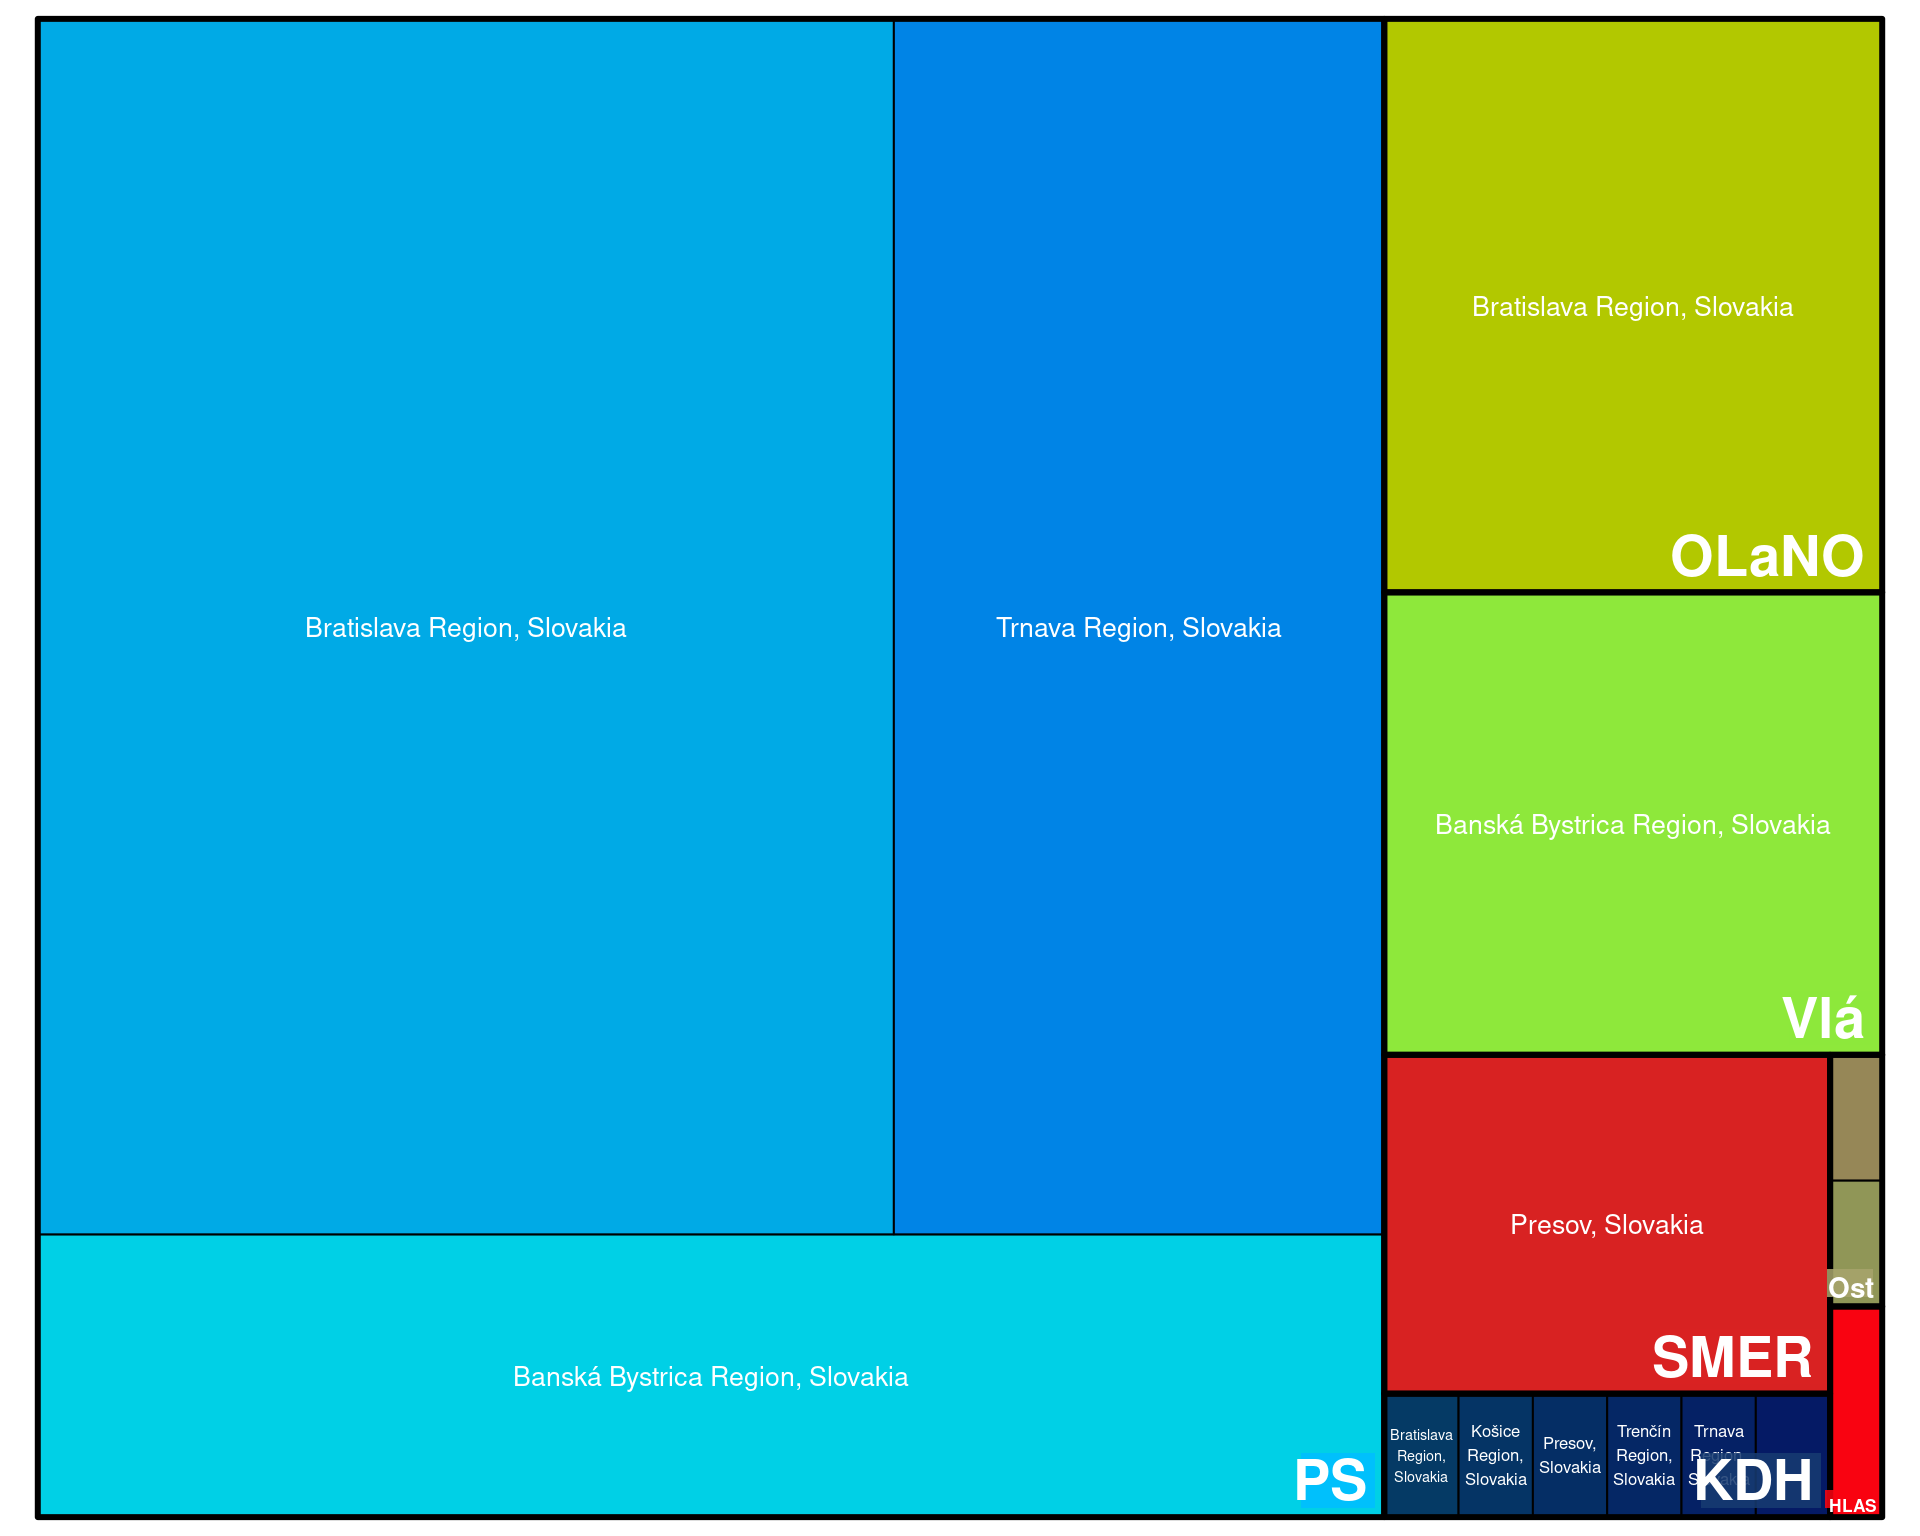 Bratislava Region, Slovakia
Trnava Region, Slovakia
Banská Bystrica Region, Slovakia
PS
Bratislava Region, Slovakia
OLaNO
Banská Bystrica Region, Slovakia
Vlá
Presov, Slovakia
SMER
Ost
Bratislava
Region,
Slovakia
Košice
Region,
Slovakia
Presov,
Slovakia
Trenčín
Region,
Slovakia
Trnava
Region,
KDH
HLAS